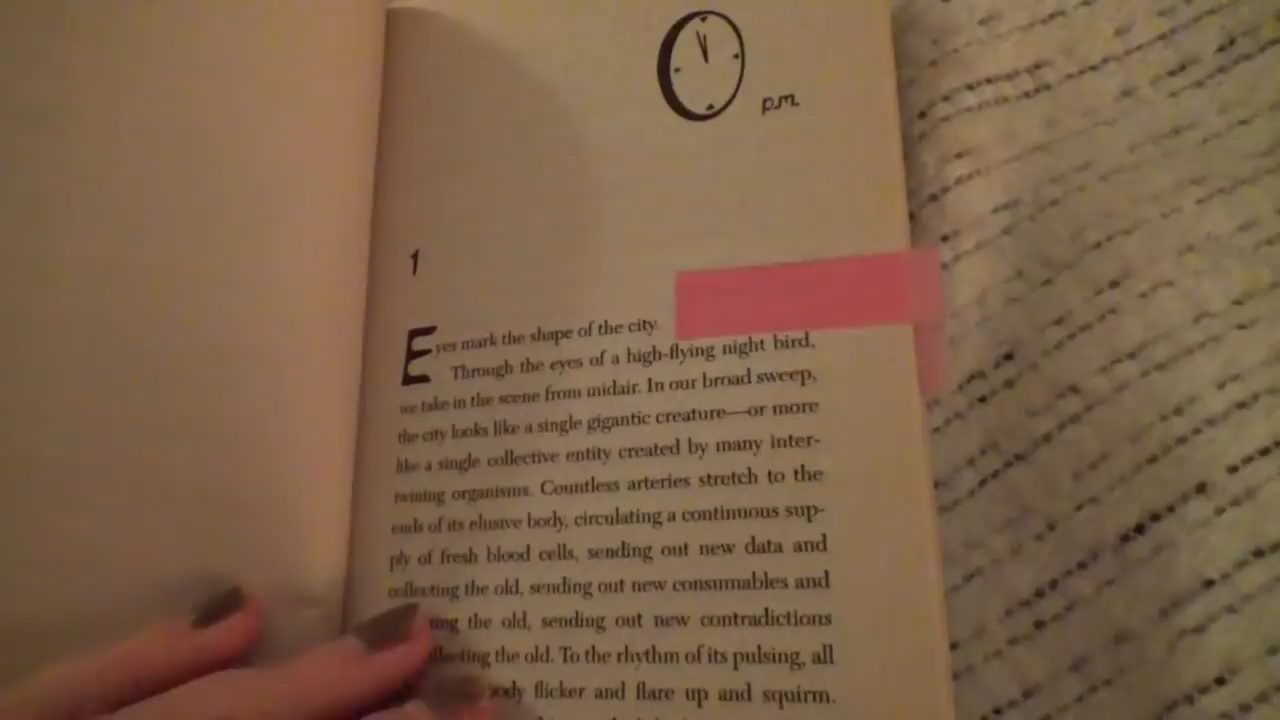 p.m.
1
Eyes mark the shape of the city.
Through the eyes of a high-flying night bird,
we take in the scene from midair. In our broad sweep,
the city looks like a single gigantic creature—or more
like a single collective entity created by many inter-
twining organisms. Countless arteries stretch to the
ends of its elusive body, circulating a continuous sup-
ply of fresh blood cells, sending out new data and
collecting the old, sending out new consumables and
the old, sending out new contradictions
collecting the old. To the rhythm of its pulsing, all
body flicker and flare up and squirm.